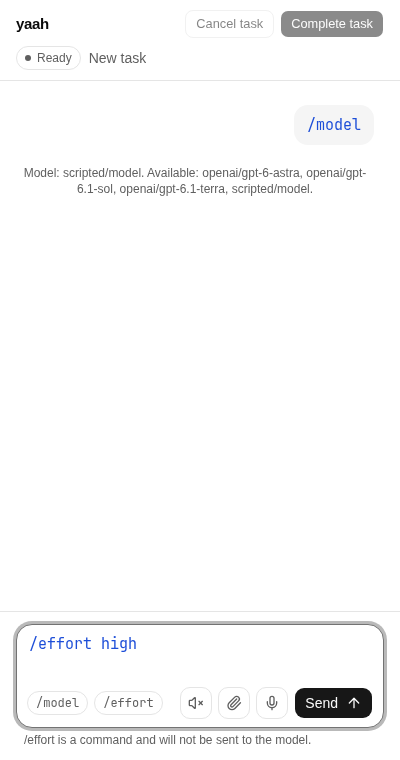 yaah
Cancel task
Complete task
Ready
New task
/model
Model: scripted/model. Available: openai/gpt-6-astra, openai/gpt-
6.1-sol, openai/gpt-6.1-terra, scripted/model.
/effort high
/model
/effort
Send
/effort is a command and will not be sent to the model.